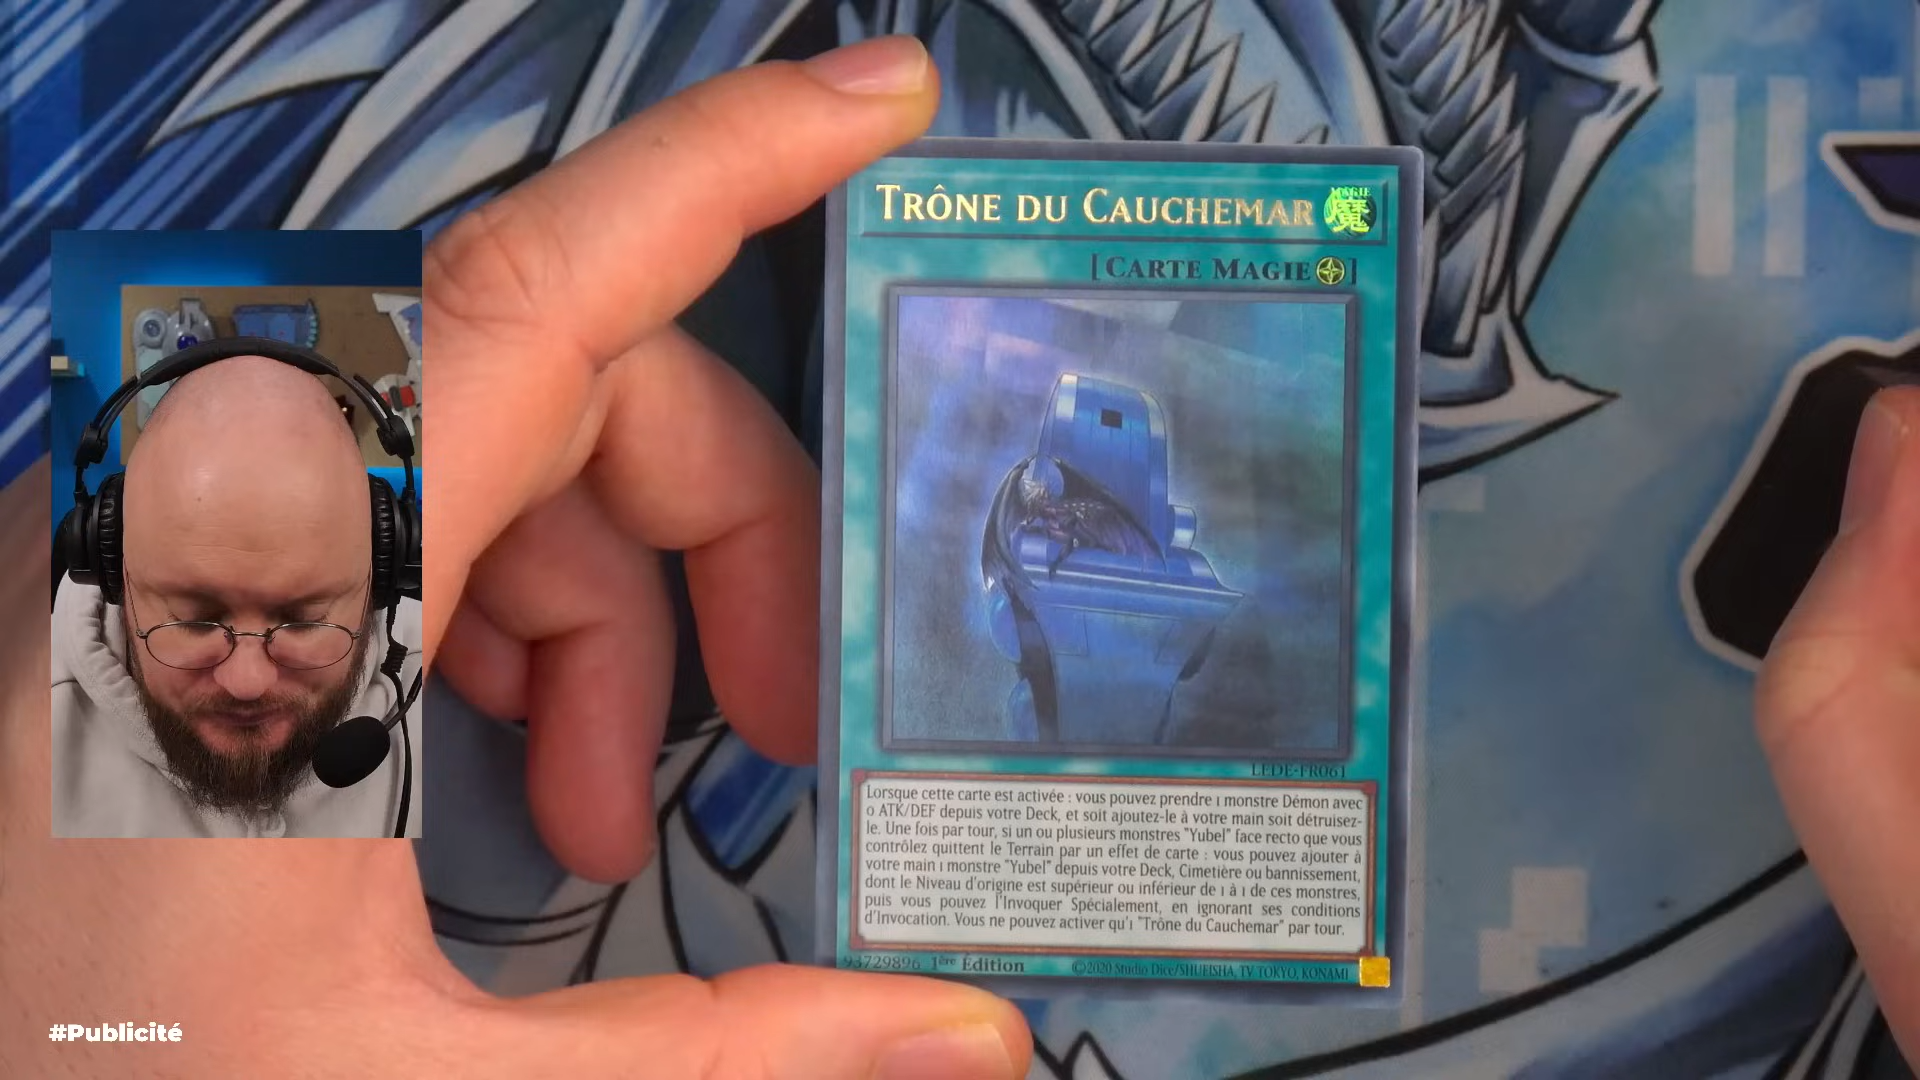 TRÔNE DU CAUCHEMAR
MAGIE
魔
[CARTE MAGIE]
LEDE-FR061
Lorsque cette carte est activée : vous pouvez prendre 1 monstre Démon avec
0 ATK/DEF depuis votre Deck, et soit ajoutez-le à votre main soit détruisez-
le. Une fois par tour, si un ou plusieurs monstres "Yubel" face recto que vous
contrôlez quittent le Terrain par un effet de carte : vous pouvez ajouter à
votre main 1 monstre "Yubel" depuis votre Deck, Cimetière ou bannissement,
dont le Niveau d'origine est supérieur ou inférieur de 1 à 1 de ces monstres,
puis vous pouvez l'Invoquer Spécialement, en ignorant ses conditions
d'Invocation. Vous ne pouvez activer qu'1 "Trône du Cauchemar" par tour.
93729896 1ère Édition ©2020 Studio Dice/SHUEISHA, TV TOKYO, KONAMI
#Publicité